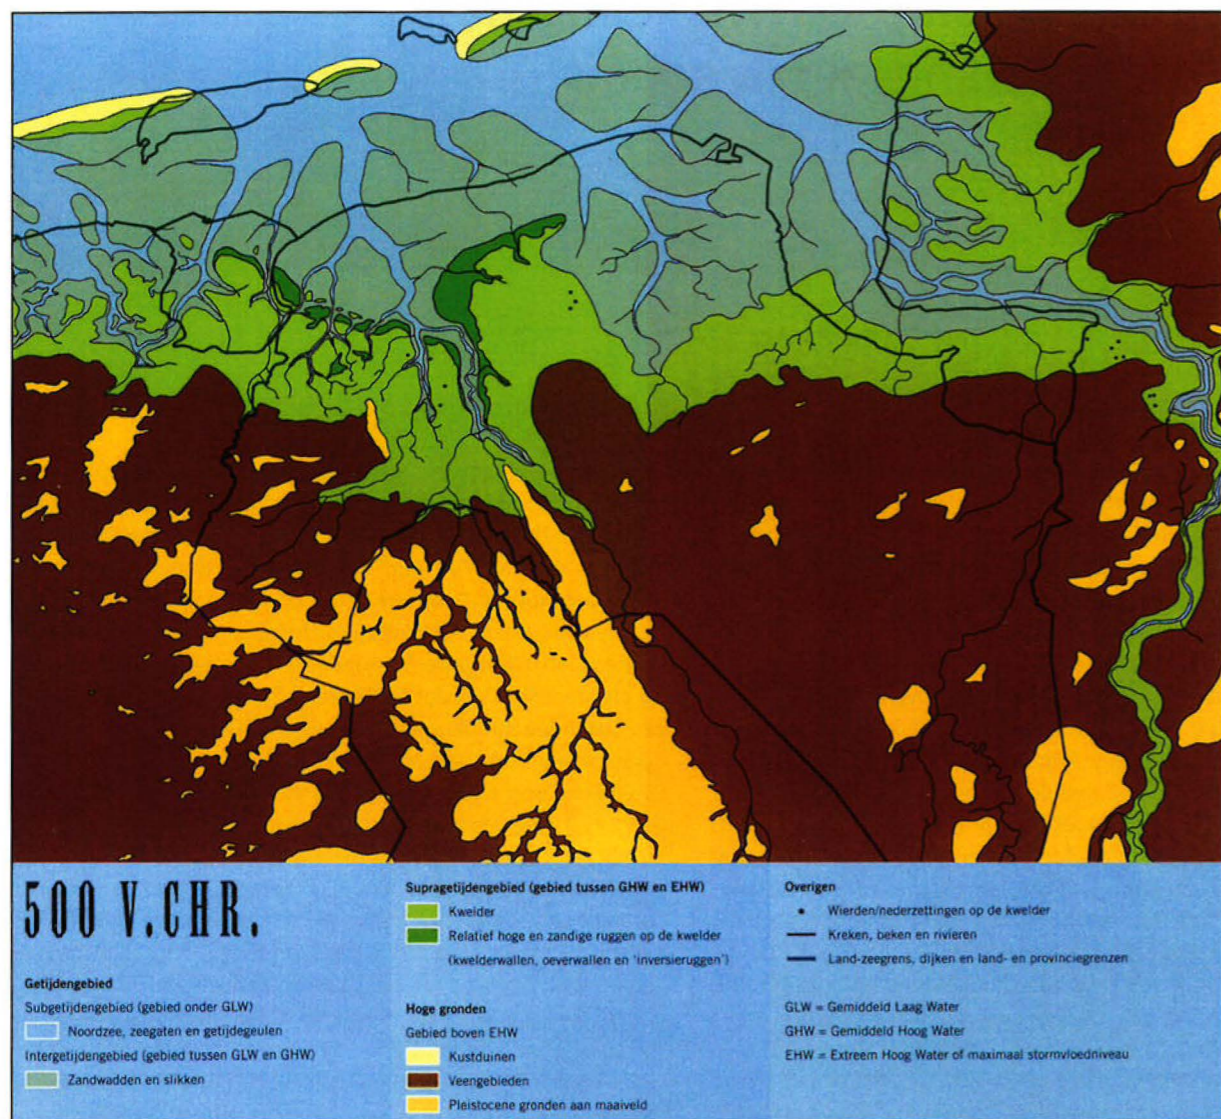 500 V.CHR.
Getijdengebied
Subgetijdengebied (gebied onder GLW)
Noordzee, zeegaten en getijdegeulen
Intergetijdengebied (gebied tussen GLW en GHW)
Zandwadden en slikken
Supragetijdengebied (gebied tussen GHW en EHW)
Kwelder
Relatief hoge en zandige ruggen op de kwelder
(kwelderwallen, oeverwallen en 'inversieruggen')
Hoge gronden
Gebied boven EHW
Kustduinen
Veengebieden
Pleistocene gronden aan maaiveld
Overigen
Wierden/nederzettingen op de kwelder
Kreken, beken en rivieren
Land-zeegrens, dijken en land- en provinciegrenzen
GLW = Gemiddeld Laag Water
GHW = Gemiddeld Hoog Water
EHW = Extreem Hoog Water of maximaal stormvloedniveau